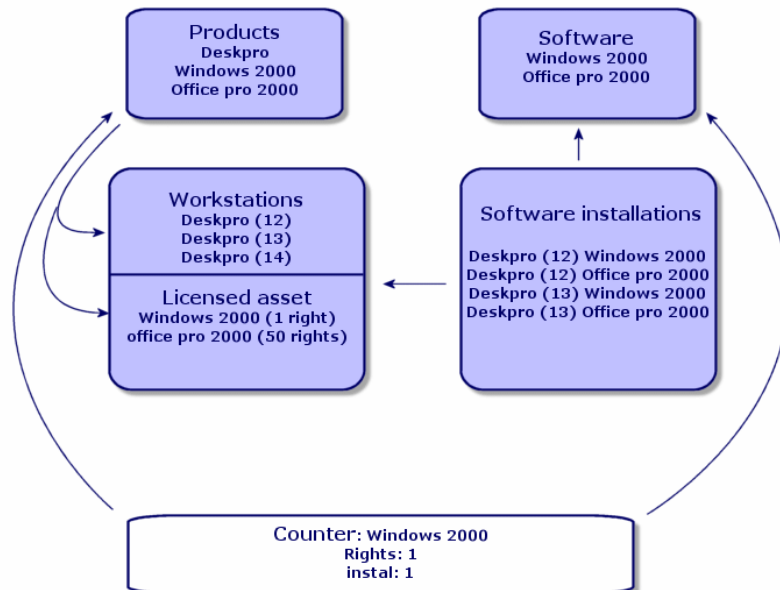 Products
Deskpro
Windows 2000
Office pro 2000
Software
Windows 2000
Office pro 2000
Workstations
Deskpro (12)
Deskpro (13)
Deskpro (14)
Licensed asset
Windows 2000 (1 right)
office pro 2000 (50 rights)
Software installations
Deskpro (12) Windows 2000
Deskpro (12) Office pro 2000
Deskpro (13) Windows 2000
Deskpro (13) Office pro 2000
Counter: Windows 2000
Rights: 1
instal: 1